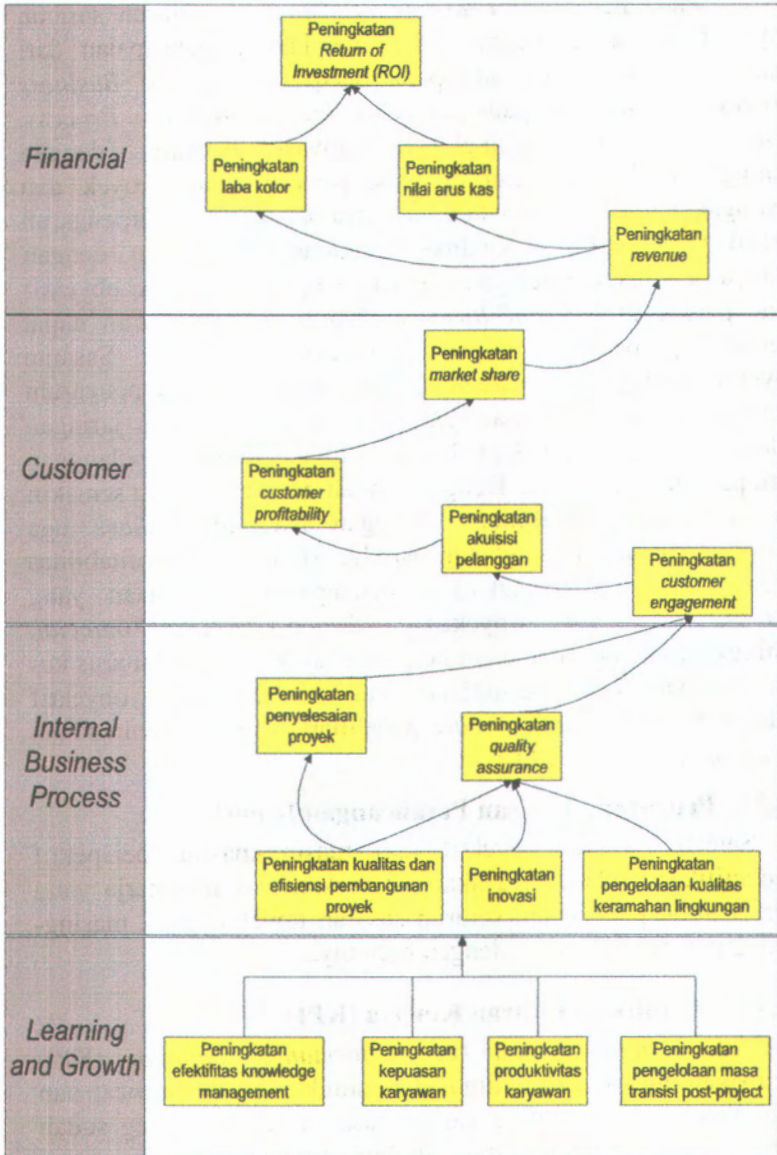 Peningkatan
Return of
Investment (ROI)
Financial
Peningkatan
laba kotor
Peningkatan
nilai arus kas
Peningkatan
revenue
Peningkatan
market share
Customer
Peningkatan
customer
profitability
Peningkatan
akuisisi
pelanggan
Peningkatan
customer
engagement
Internal
Business
Process
Peningkatan
penyelesaian
proyek
Peningkatan
quality
assurance
Peningkatan kualitas dan
efisiensi pembangunan
proyek
Peningkatan
inovasi
Peningkatan
pengelolaan kualitas
keramahan lingkungan
Learning
and Growth
Peningkatan
efektifitas knowledge
management
Peningkatan
kepuasan
karyawan
Peningkatan
produktivitas
karyawan
Peningkatan
pengelolaan masa
transisi post-project